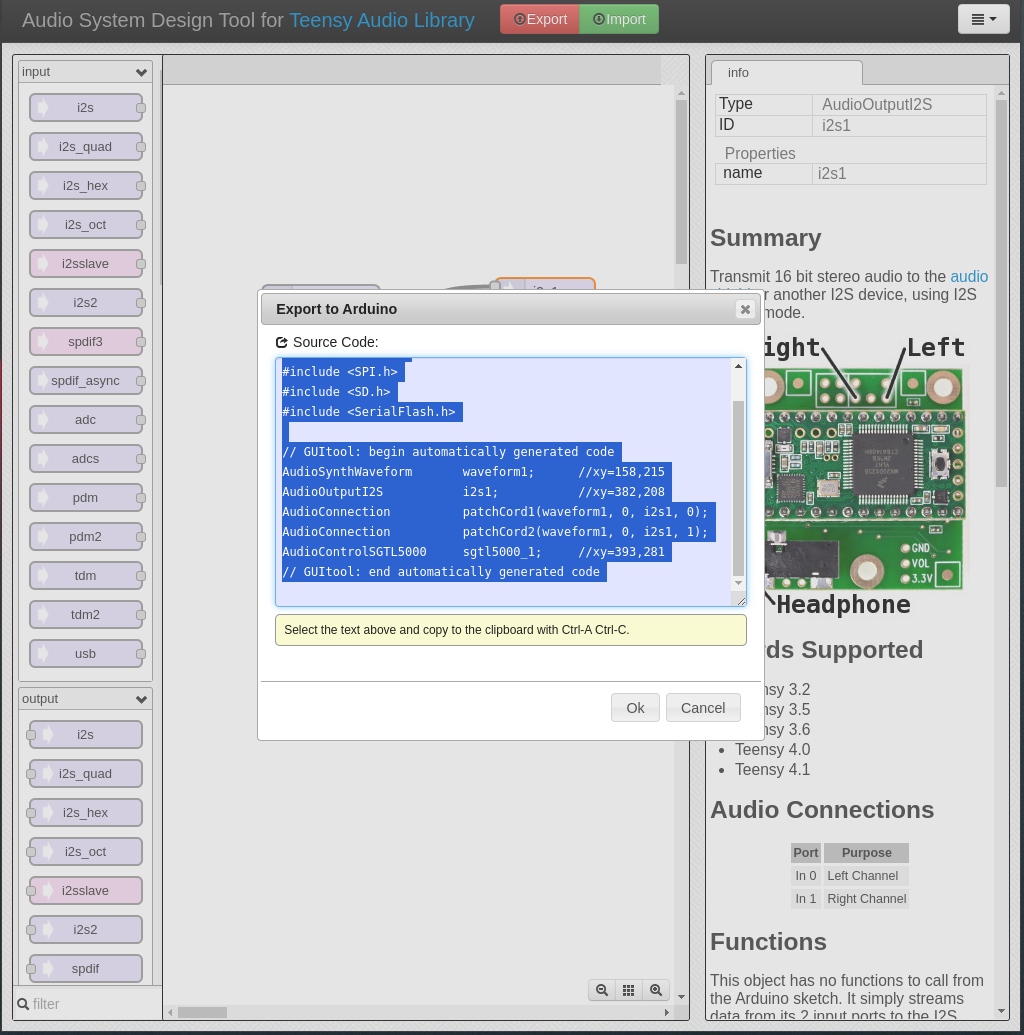 Audio System Design Tool for Teensy Audio Library
Export
Import
input
i2s
i2s_quad
i2s_hex
i2s_oct
i2sslave
i2s2
spdif3
spdif_async
adc
adcs
pdm
pdm2
tdm
tdm2
usb
output
i2s
i2s_quad
i2s_hex
i2s_oct
i2sslave
i2s2
spdif
filter
Export to Arduino
Source Code:
#include <SPI.h>
#include <SD.h>
#include <SerialFlash.h>
// GUItool: begin automatically generated code
AudioSynthWaveform waveform1; //xy=158,215
AudioOutputI2S i2s1; //xy=382,208
AudioConnection patchCord1(waveform1, 0, i2s1, 0);
AudioConnection patchCord2(waveform1, 0, i2s1, 1);
AudioControlSGTL5000 sgtl5000_1; //xy=393,281
// GUItool: end automatically generated code
Select the text above and copy to the clipboard with Ctrl-A Ctrl-C.
Ok
Cancel
info
Type AudioOutputI2S
ID i2s1
Properties
name i2s1
Summary
Transmit 16 bit stereo audio to the audio
another I2S device, using I2S
mode.
ight Left
GND
VOL
3.3V
Headphone
ds Supported
nsy 3.2
nsy 3.5
nsy 3.6
• Teensy 4.0
• Teensy 4.1
Audio Connections
Port Purpose
In 0 Left Channel
In 1 Right Channel
Functions
This object has no functions to call from
the Arduino sketch. It simply streams
data from its 2 input ports to the I2S